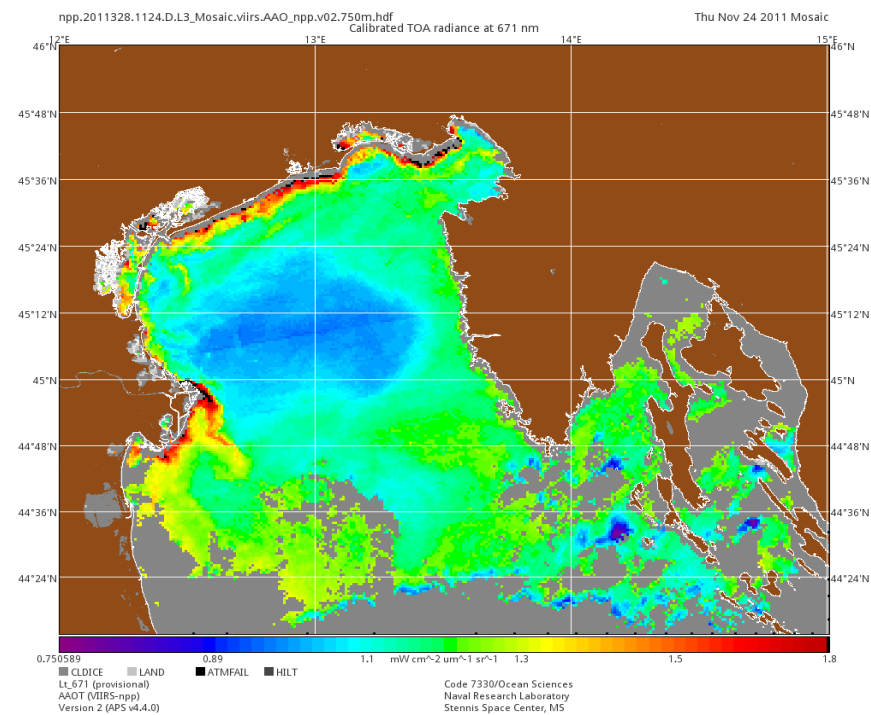 npp.2011328.1124.D.L3_Mosaic.viirs.AAO_npp.v02.750m.hdf Thu Nov 24 2011 Mosaic
Calibrated TOA radiance at 671 nm
12°E 13°E 14°E 15°E
46°N 46°N
45°48'N 45°48'N
45°36'N 45°36'N
45°24'N 45°24'N
45°12'N 45°12'N
45°N 45°N
44°48'N 44°48'N
44°36'N 44°36'N
44°24'N 44°24'N
0.750589 0.89 1.1 mW cm^-2 um^-1 sr^-1 1.3 1.5 1.8
CLDICE LAND ATMFAIL HILT
Lt_671 (provisional) Code 7330/Ocean Sciences
AAOT (VIIRS-npp) Naval Research Laboratory
Version 2 (APS v4.4.0) Stennis Space Center, MS